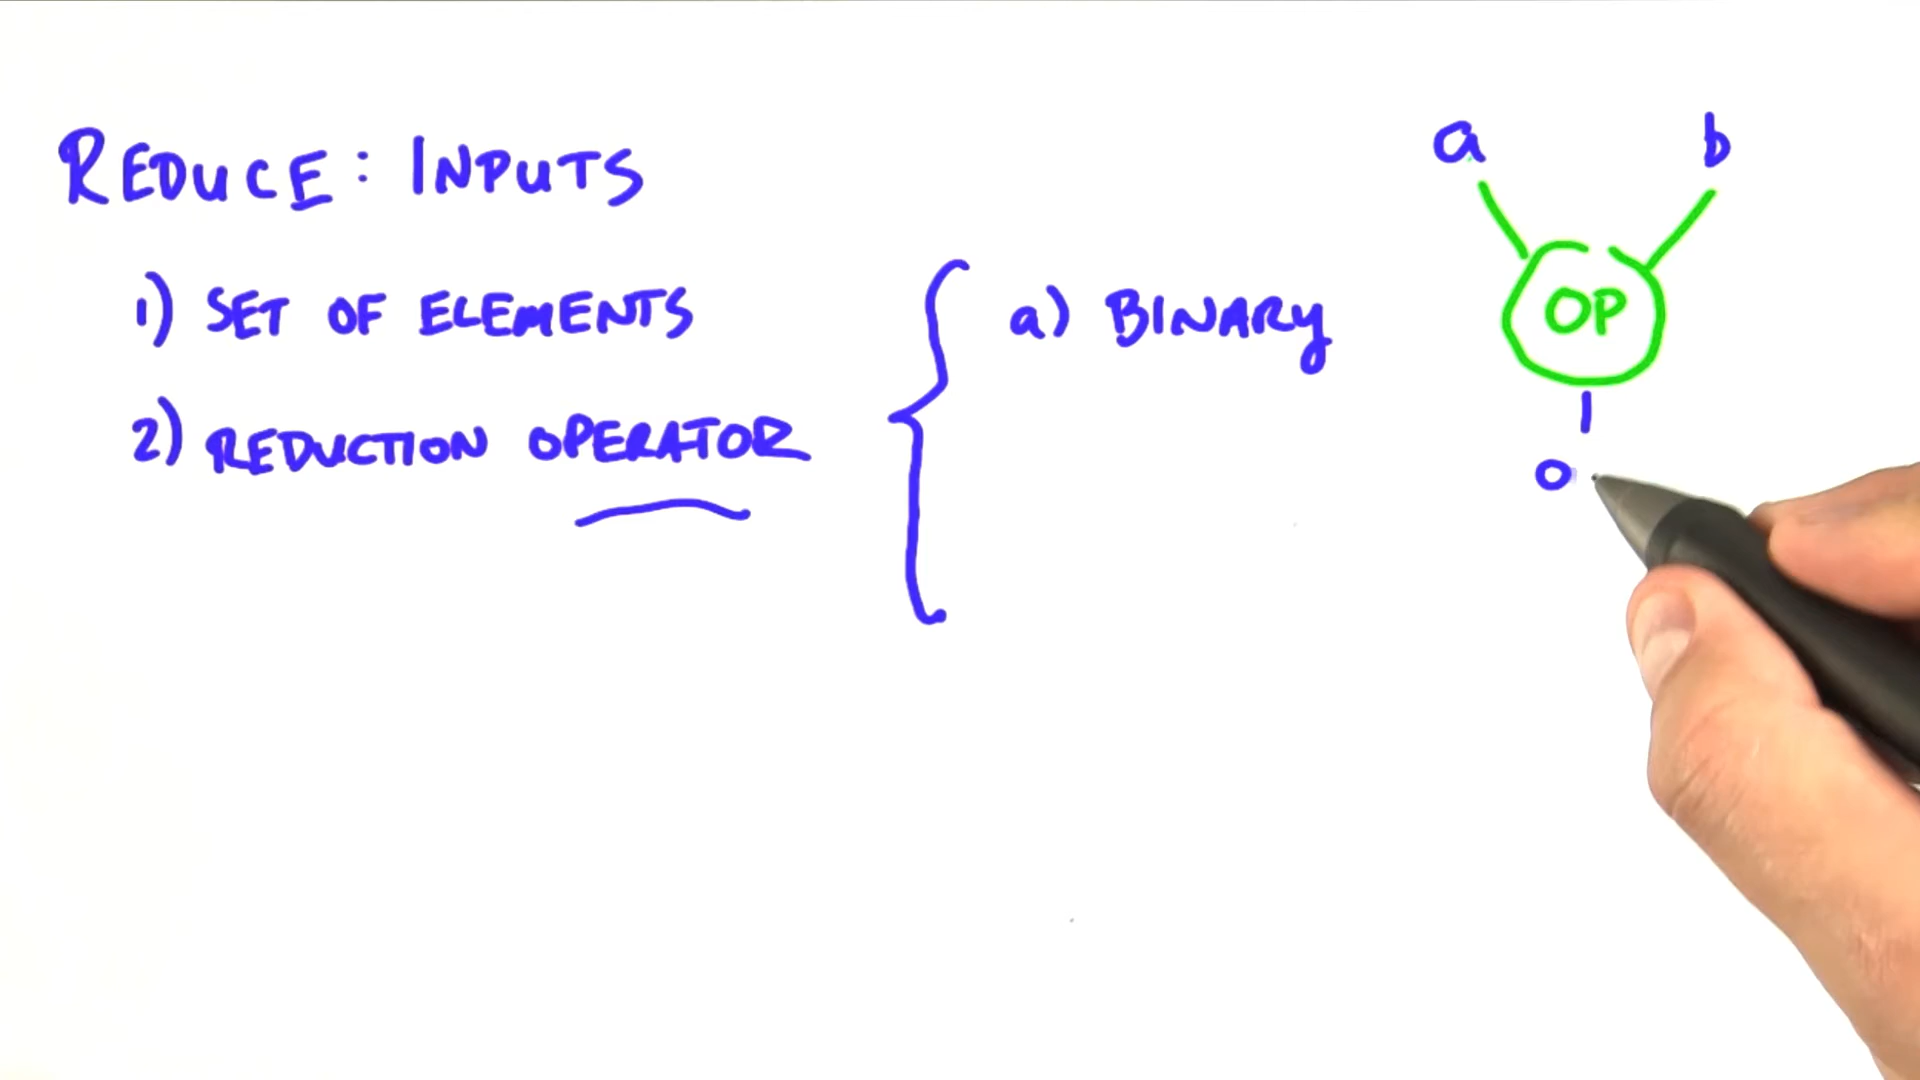 REDUCE: INPUTS
1) SET OF ELEMENTS
2) REDUCTION OPERATOR
a) BINARY
a b
OP
O